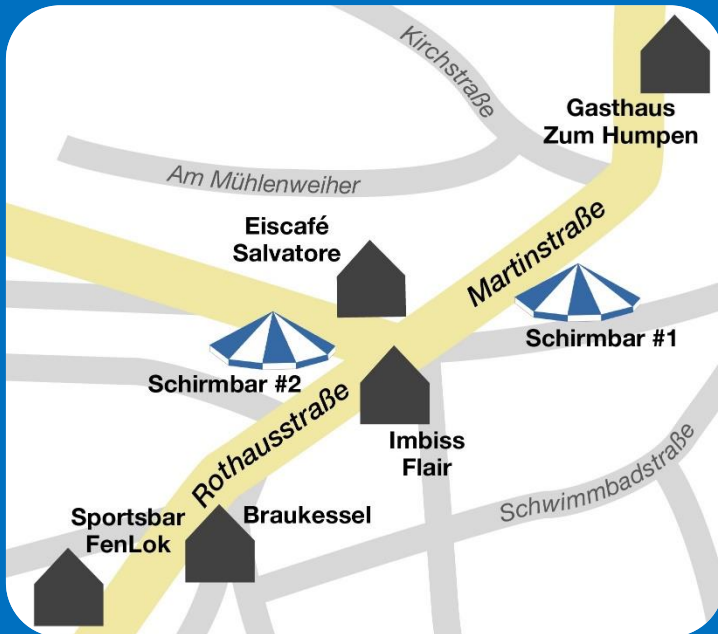 Kirchstraße
Gasthaus
Zum Humpen
Am Mühlenweiher
Eiscafé
Salvatore
Martinstraße
Schirmbar #1
Schirmbar #2
Rothausstraße
Imbiss
Flair
Schwimmbadstraße
Sportsbar
FenLok
Braukessel